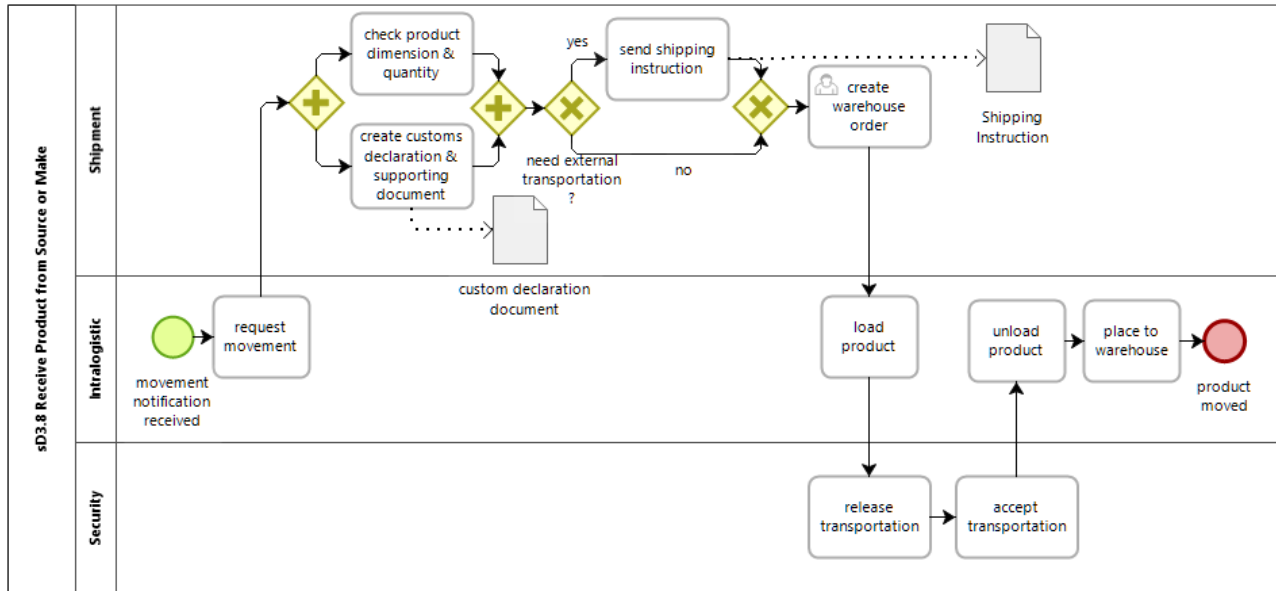 sD3.8 Receive Product from Source or Make
Shipment
check product
dimension &
quantity
create customs
declaration &
supporting
document
custom declaration
document
need external
transportation
?
yes
no
send shipping
instruction
create
warehouse
order
Shipping
Instruction
Intralogistic
movement
notification
received
request
movement
load
product
unload
product
place to
warehouse
product
moved
Security
release
transportation
accept
transportation